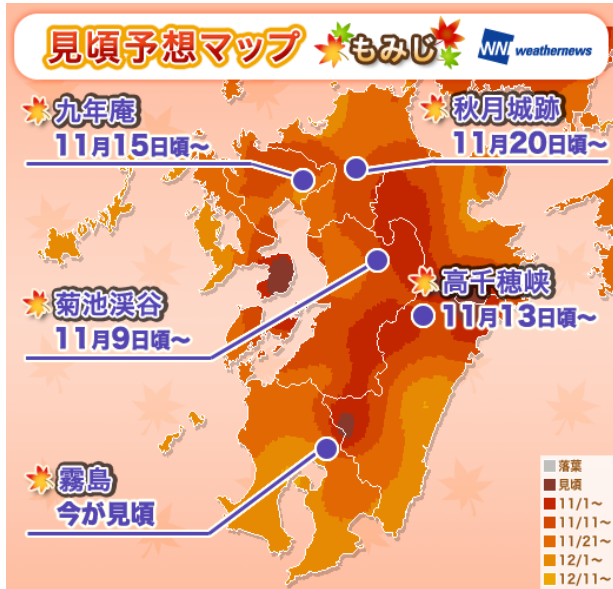 見頃予想マップ もみじ WNI weathernews
九年庵
11月15日頃〜
秋月城跡
11月20日頃〜
菊池渓谷
11月9日頃〜
高千穂峡
11月13日頃〜
霧島
今が見頃
落葉
見頃
11/1〜
11/11〜
11/21〜
12/1〜
12/11〜